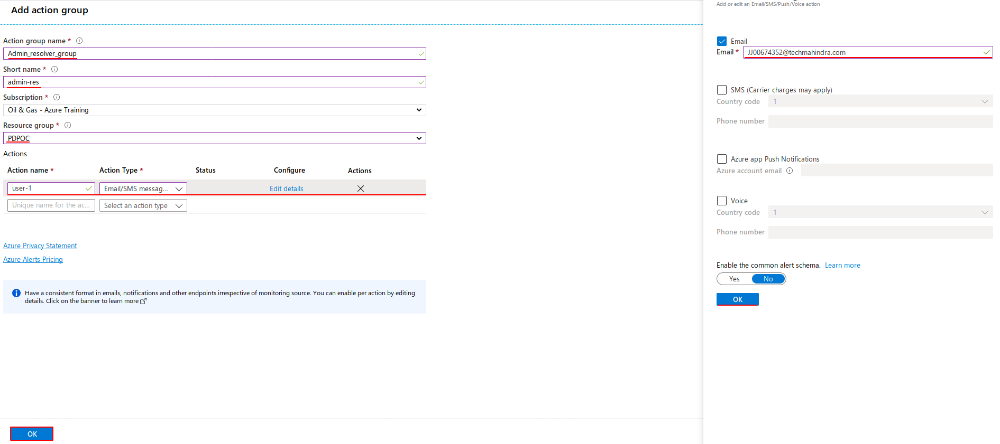 Add action group
Action group name *
Admin_resolver_group
Short name *
admin-res
Subscription *
Oil & Gas - Azure Training
Resource group *
PDPOC
Actions
Action name * Action Type * Status Configure Actions
user-1 Email/SMS messag... Edit details
Unique name for the ac... Select an action type
Azure Privacy Statement
Azure Alerts Pricing
Have a consistent format in emails, notifications and other endpoints irrespective of monitoring source. You can enable per action by editing
details. Click on the banner to learn more
OK
Add or edit an Email/SMS/Push/Voice action
Email
Email * JJ00674352@techmahindra.com
SMS (Carrier charges may apply)
Country code 1
Phone number
Azure app Push Notifications
Azure account email
Voice
Country code 1
Phone number
Enable the common alert schema. Learn more
Yes No
OK